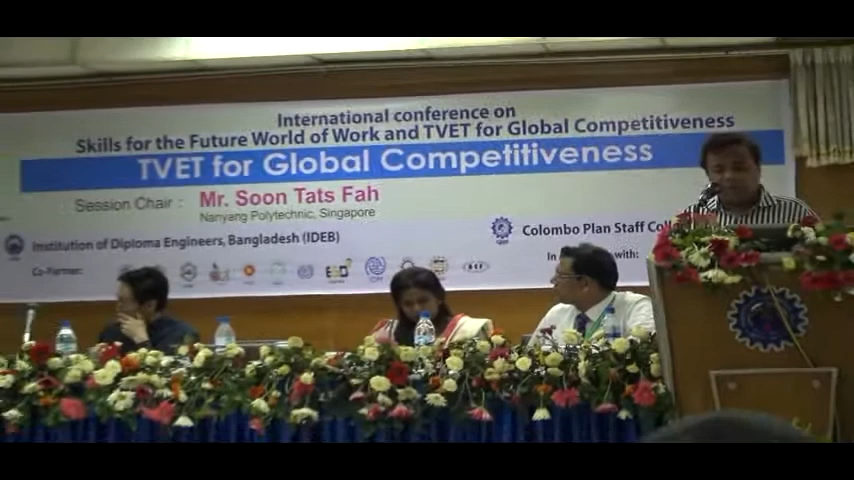 International conference on
Skills for the Future World of Work and TVET for Global Competitiveness
TVET for Global Competitiveness
Session Chair : Mr. Soon Tats Fah
Nanyang Polytechnic, Singapore
Institution of Diploma Engineers, Bangladesh (IDEB)
Colombo Plan Staff Coll
Co-Partner:
with: